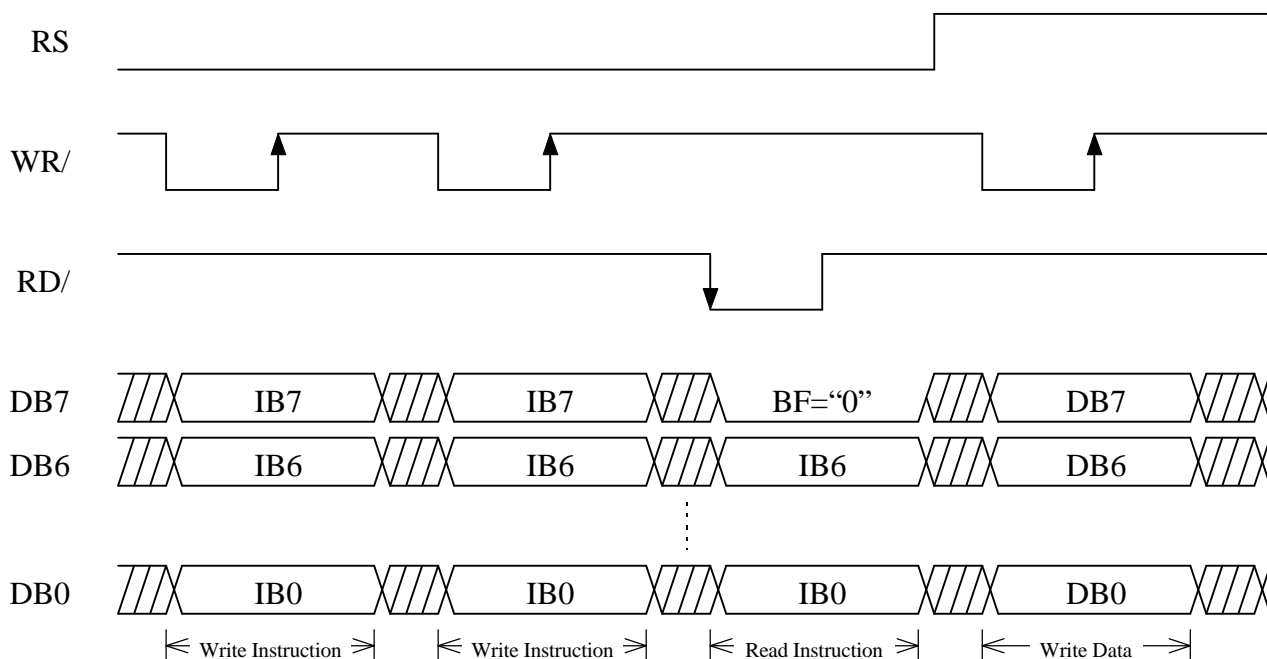 RS
WR/
RD/
DB7 IB7 IB7 BF=“0” DB7
DB6 IB6 IB6 IB6 DB6
DB0 IB0 IB0 IB0 DB0
Write Instruction Write Instruction Read Instruction Write Data